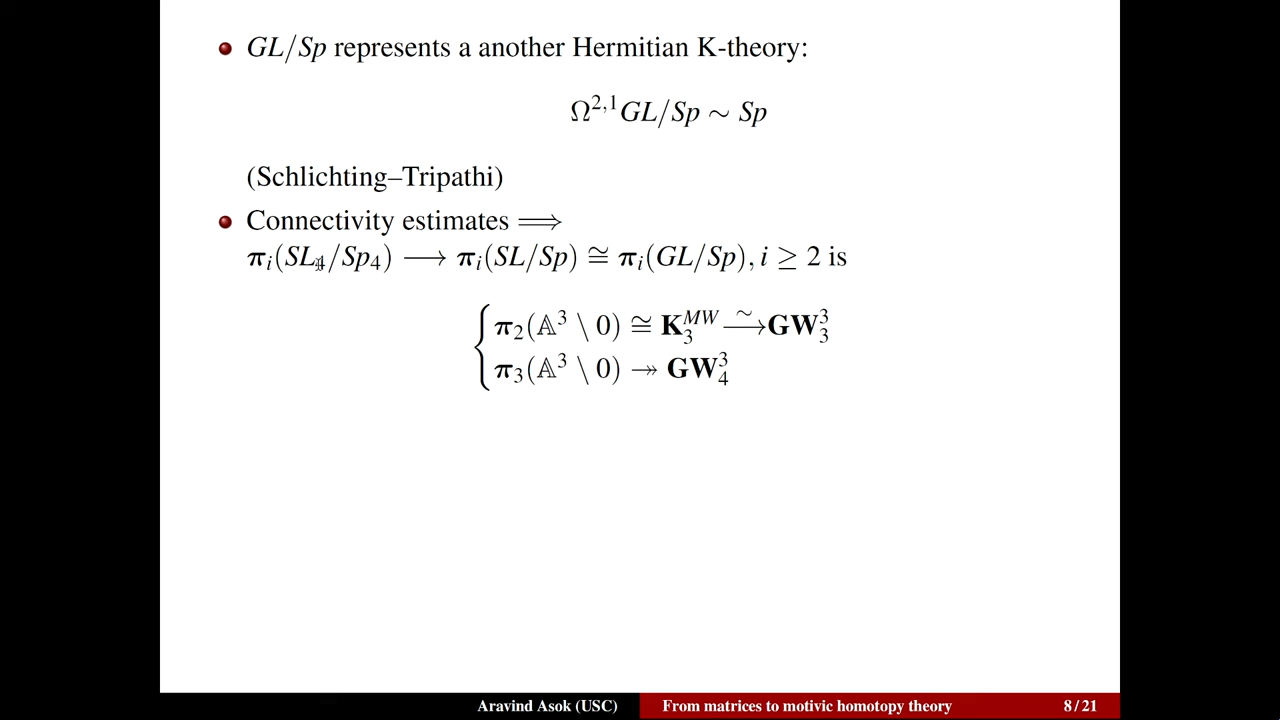 GL/Sp represents a another Hermitian K-theory:
Ω^{2,1}GL/Sp ∼ Sp
(Schlichting–Tripathi)
Connectivity estimates ⟹
π_i(SL_4/Sp_4) ⟶ π_i(SL/Sp) ≅ π_i(GL/Sp), i ≥ 2 is
π_2(𝔸^3 \ 0) ≅ K_3^{MW} ⟶^∼ GW_3^3
π_3(𝔸^3 \ 0) ↠ GW_4^3
Aravind Asok (USC) From matrices to motivic homotopy theory 8 / 21